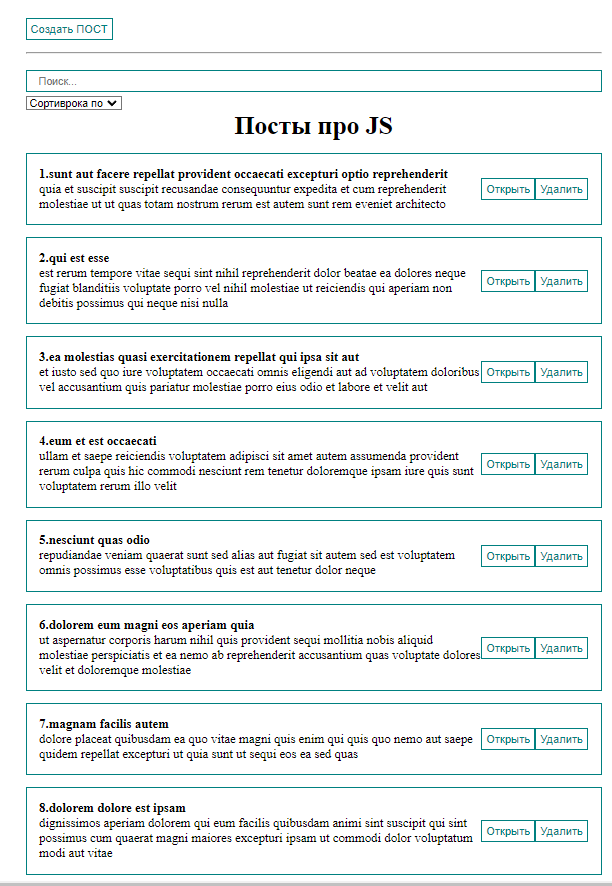 Создать ПОСТ
Поиск...
Сортиврока по
Посты про JS
1.sunt aut facere repellat provident occaecati excepturi optio reprehenderit
quia et suscipit suscipit recusandae consequuntur expedita et cum reprehenderit
molestiae ut ut quas totam nostrum rerum est autem sunt rem eveniet architecto
Открыть Удалить
2.qui est esse
est rerum tempore vitae sequi sint nihil reprehenderit dolor beatae ea dolores neque
fugiat blanditiis voluptate porro vel nihil molestiae ut reiciendis qui aperiam non
debitis possimus qui neque nisi nulla
Открыть Удалить
3.ea molestias quasi exercitationem repellat qui ipsa sit aut
et iusto sed quo iure voluptatem occaecati omnis eligendi aut ad voluptatem doloribus
vel accusantium quis pariatur molestiae porro eius odio et labore et velit aut
Открыть Удалить
4.eum et est occaecati
ullam et saepe reiciendis voluptatem adipisci sit amet autem assumenda provident
rerum culpa quis hic commodi nesciunt rem tenetur doloremque ipsam iure quis sunt
voluptatem rerum illo velit
Открыть Удалить
5.nesciunt quas odio
repudiandae veniam quaerat sunt sed alias aut fugiat sit autem sed est voluptatem
omnis possimus esse voluptatibus quis est aut tenetur dolor neque
Открыть Удалить
6.dolorem eum magni eos aperiam quia
ut aspernatur corporis harum nihil quis provident sequi mollitia nobis aliquid
molestiae perspiciatis et ea nemo ab reprehenderit accusantium quas voluptate dolores
velit et doloremque molestiae
Открыть Удалить
7.magnam facilis autem
dolore placeat quibusdam ea quo vitae magni quis enim qui quis quo nemo aut saepe
quidem repellat excepturi ut quia sunt ut sequi eos ea sed quas
Открыть Удалить
8.dolorem dolore est ipsam
dignissimos aperiam dolorem qui eum facilis quibusdam animi sint suscipit qui sint
possimus cum quaerat magni maiores excepturi ipsam ut commodi dolor voluptatum
modi aut vitae
Открыть Удалить